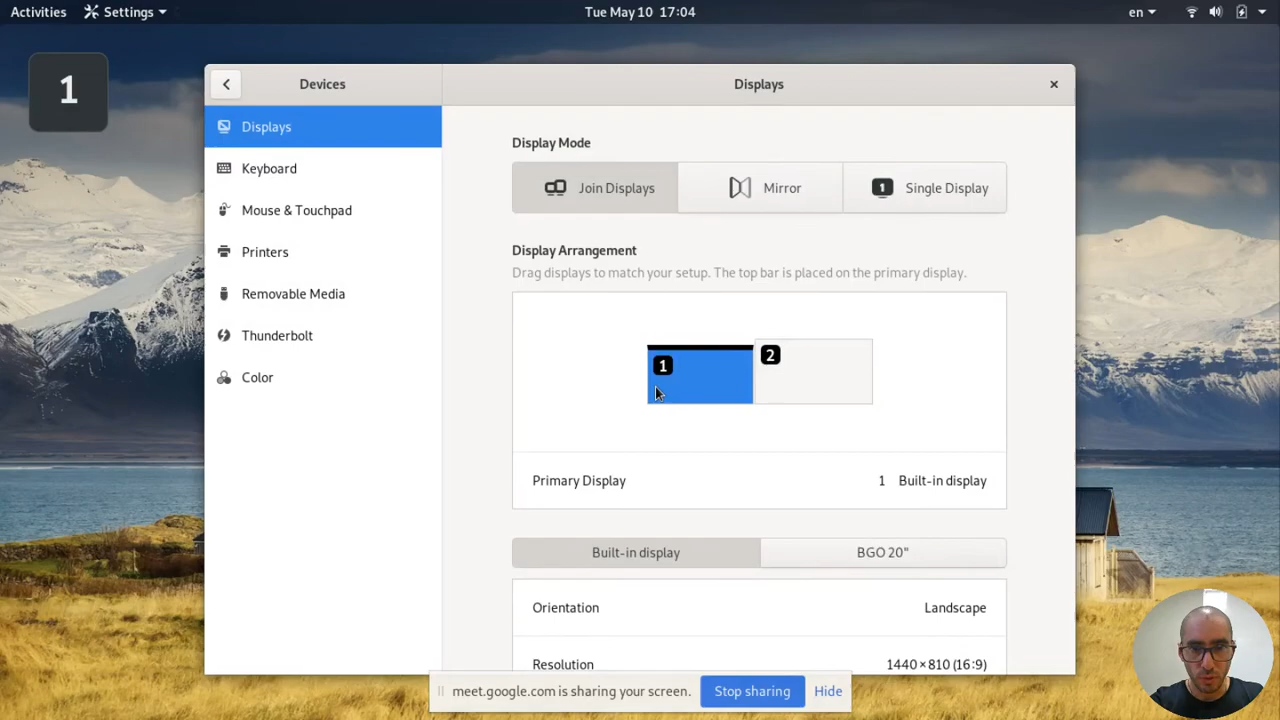 Activities
Settings
Tue May 10 17:04
en
1
Devices
Displays
Displays
Keyboard
Mouse & Touchpad
Printers
Removable Media
Thunderbolt
Color
Display Mode
Join Displays
Mirror
1
Single Display
Display Arrangement
Drag displays to match your setup. The top bar is placed on the primary display.
1
2
Primary Display
1 Built-in display
Built-in display
BGO 20"
Orientation
Landscape
Resolution
1440×810 (16:9)
meet.google.com is sharing your screen.
Stop sharing
Hide